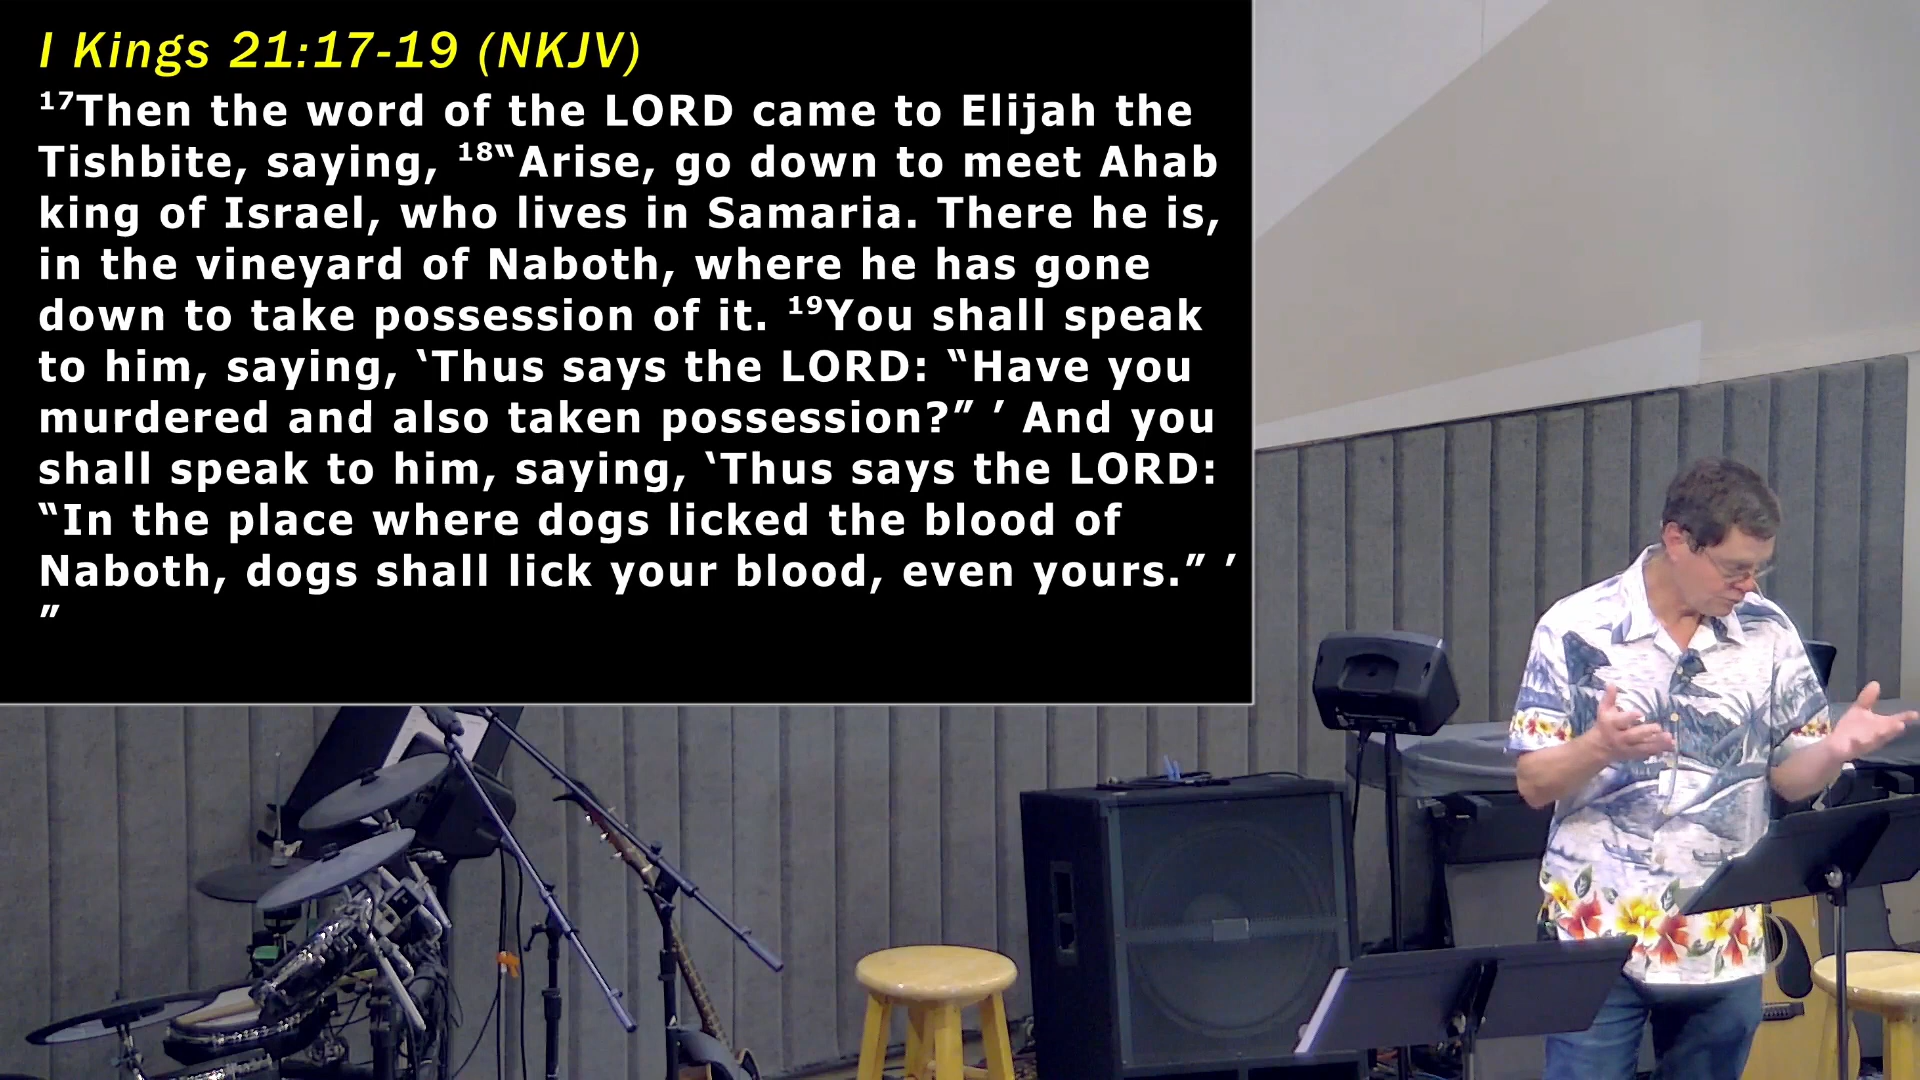 I Kings 21:17-19 (NKJV)
¹⁷Then the word of the LORD came to Elijah the
Tishbite, saying, ¹⁸“Arise, go down to meet Ahab
king of Israel, who lives in Samaria. There he is,
in the vineyard of Naboth, where he has gone
down to take possession of it. ¹⁹You shall speak
to him, saying, ‘Thus says the LORD: “Have you
murdered and also taken possession?” ’ And you
shall speak to him, saying, ‘Thus says the LORD:
“In the place where dogs licked the blood of
Naboth, dogs shall lick your blood, even yours.” ’
”